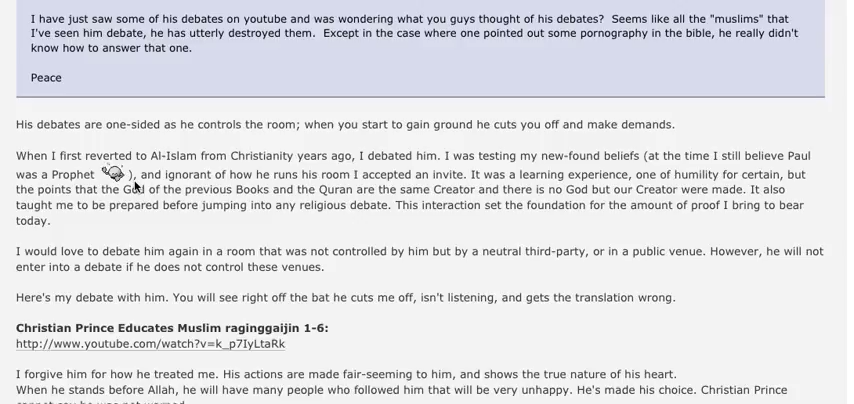 I have just saw some of his debates on youtube and was wondering what you guys thought of his debates?  Seems like all the "muslims" that
I've seen him debate, he has utterly destroyed them.  Except in the case where one pointed out some pornography in the bible, he really didn't
know how to answer that one.
Peace
His debates are one-sided as he controls the room; when you start to gain ground he cuts you off and make demands.
When I first reverted to Al-Islam from Christianity years ago, I debated him. I was testing my new-found beliefs (at the time I still believe Paul
was a Prophet ), and ignorant of how he runs his room I accepted an invite. It was a learning experience, one of humility for certain, but
the points that the God of the previous Books and the Quran are the same Creator and there is no God but our Creator were made. It also
taught me to be prepared before jumping into any religious debate. This interaction set the foundation for the amount of proof I bring to bear
today.
I would love to debate him again in a room that was not controlled by him but by a neutral third-party, or in a public venue. However, he will not
enter into a debate if he does not control these venues.
Here's my debate with him. You will see right off the bat he cuts me off, isn't listening, and gets the translation wrong.
Christian Prince Educates Muslim raginggaijin 1-6:
http://www.youtube.com/watch?v=k_p7IyLtaRk
I forgive him for how he treated me. His actions are made fair-seeming to him, and shows the true nature of his heart.
When he stands before Allah, he will have many people who followed him that will be very unhappy. He's made his choice. Christian Prince
cannot say he was not warned